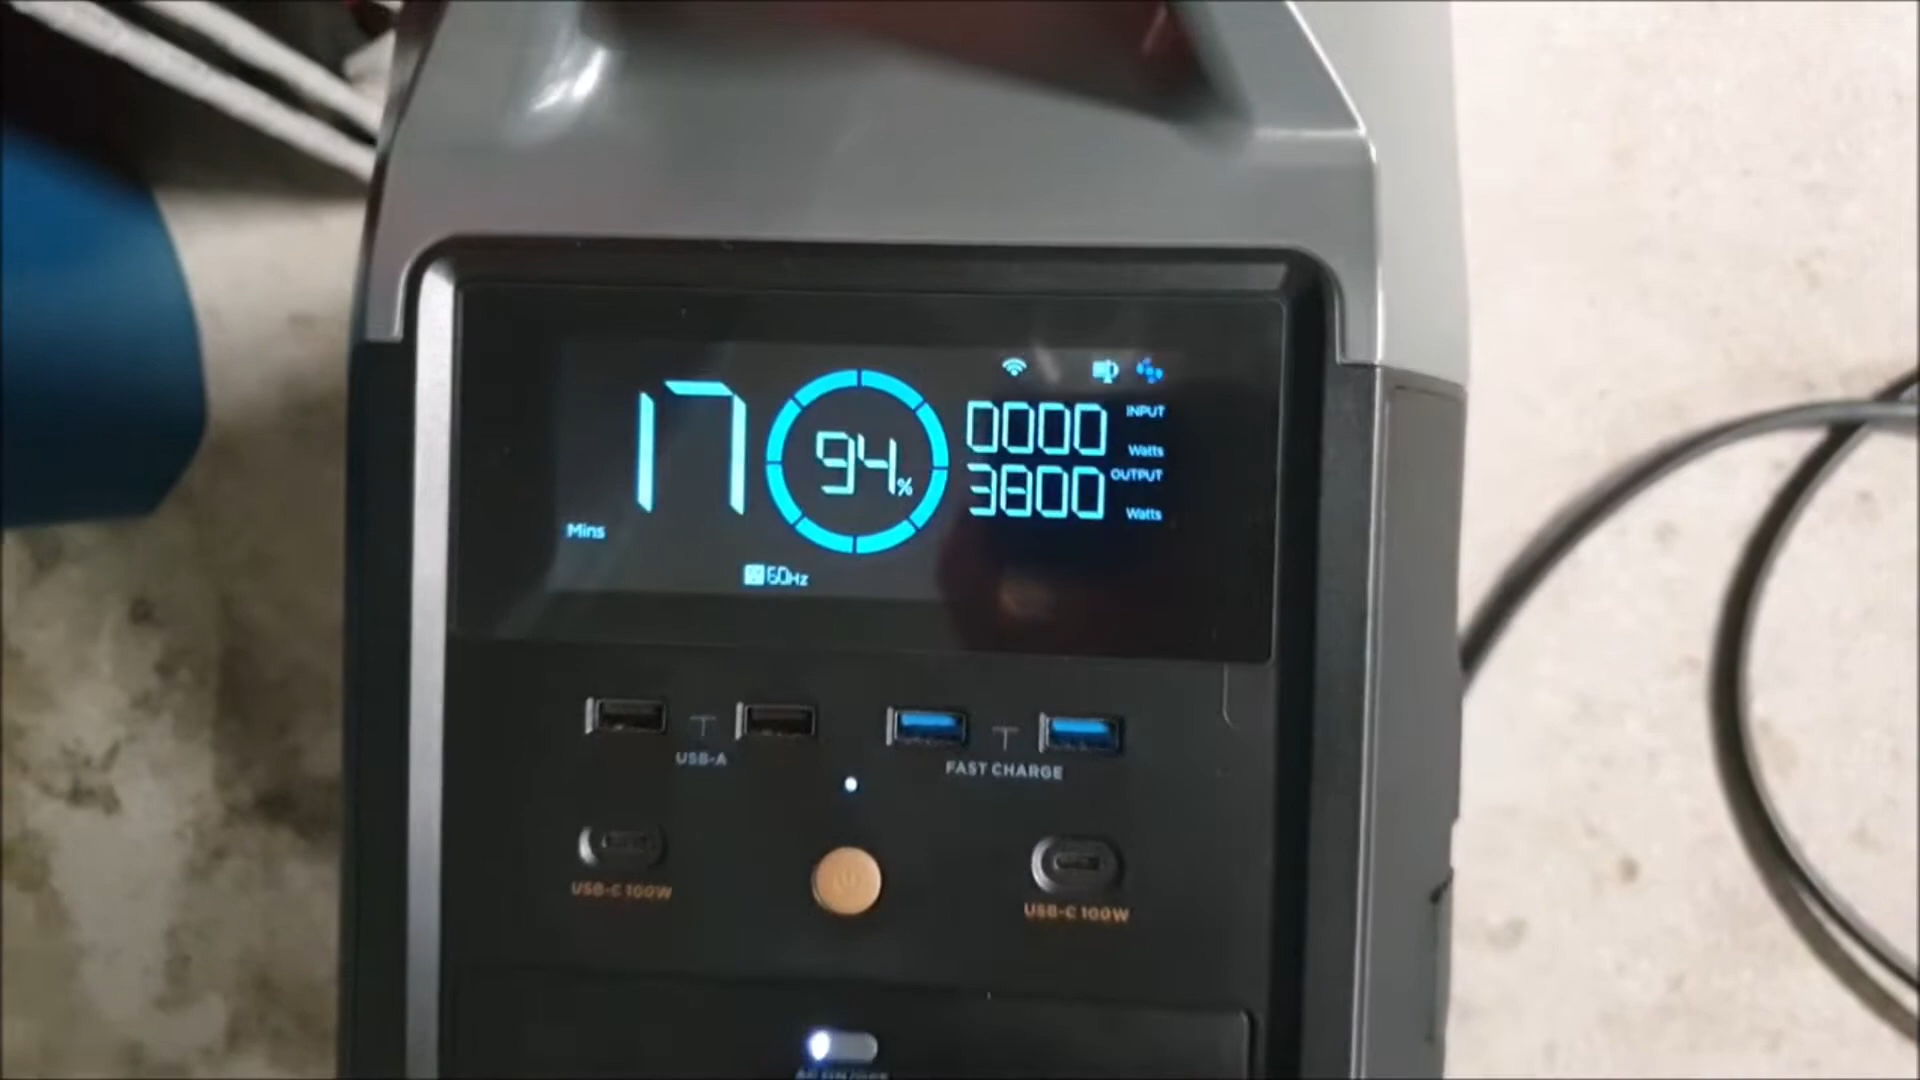 17
Mins
94%
0000 INPUT
Watts
3800 OUTPUT
Watts
60Hz
USB-A
FAST CHARGE
USB-C 100W
USB-C 100W